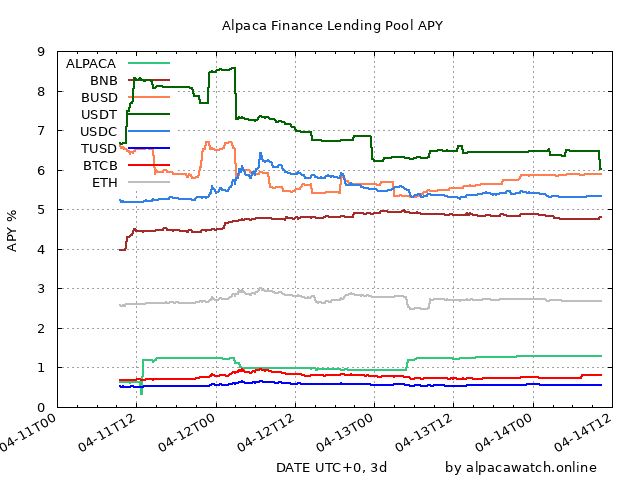 Alpaca Finance Lending Pool APY
9
8
7
6
5
4
3
2
1
0
APY %
ALPACA
BNB
BUSD
USDT
USDC
TUSD
BTCB
ETH
04-11T00
04-11T12
04-12T00
04-12T12
04-13T00
04-13T12
04-14T00
04-14T12
DATE UTC+0, 3d
by alpacawatch.online